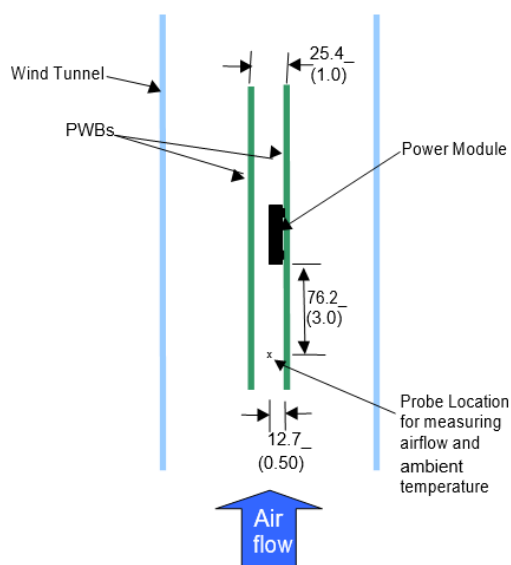 25.4_
(1.0)
Wind Tunnel
PWBs
Power Module
76.2_
(3.0)
x
Probe Location
for measuring
airflow and
ambient
temperature
12.7_
(0.50)
Air
flow